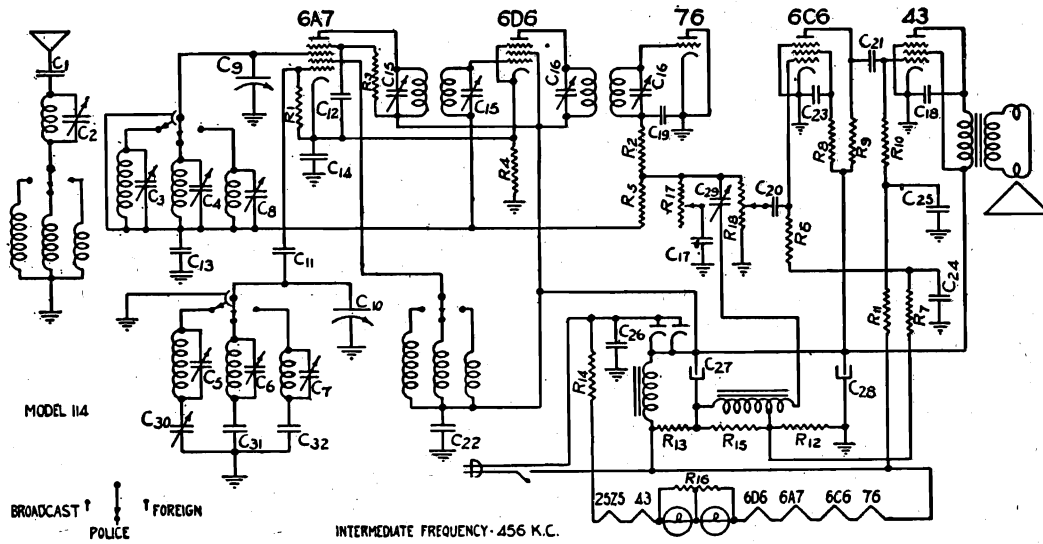 6A7
6D6
76
6C6
43
C1
C2
C9
R1
C12
R3
C15
C15
C16
C16
C19
C21
C23
R8
R9
R10
C18
C3
C4
C8
C14
R4
R2
R5
R17
C29
R18
C20
R6
C25
C13
C11
C17
C24
C10
R11
R7
C5
C6
C7
R14
C26
C27
C28
MODEL 114
C30
C31
C32
C22
R13
R15
R12
R16
25Z5
43
6D6
6A7
6C6
76
BROADCAST
FOREIGN
POLICE
INTERMEDIATE FREQUENCY - 456 K.C.